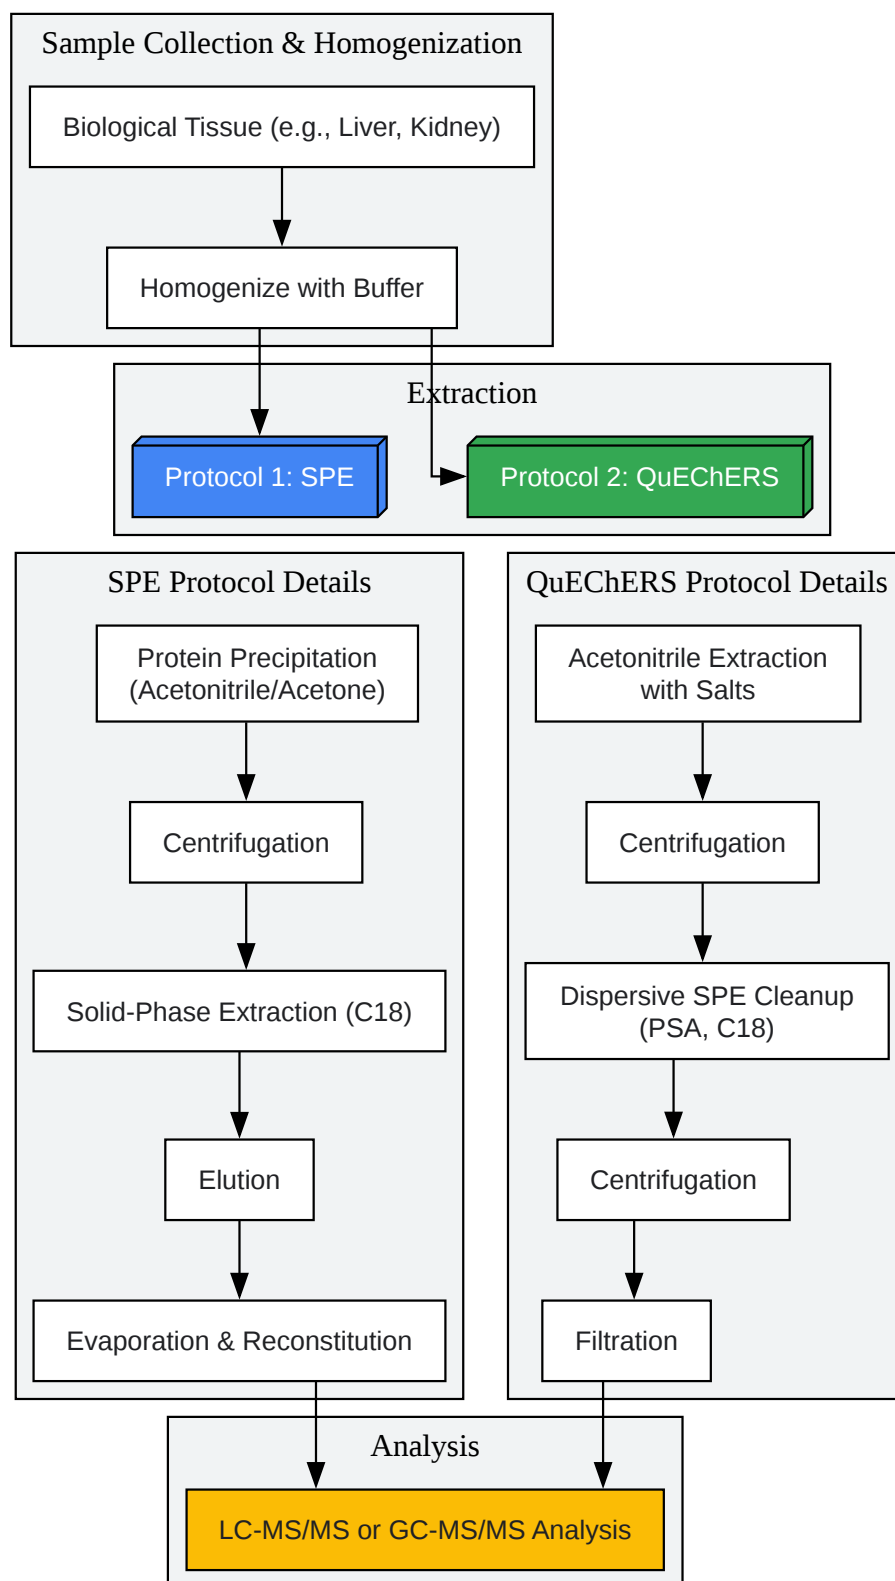 Sample Collection & Homogenization
Biological Tissue (e.g., Liver, Kidney)
Homogenize with Buffer
Extraction
Protocol 1: SPE
Protocol 2: QuEChERS
SPE Protocol Details
Protein Precipitation
(Acetonitrile/Acetone)
Centrifugation
Solid-Phase Extraction (C18)
Elution
Evaporation & Reconstitution
QuEChERS Protocol Details
Acetonitrile Extraction
with Salts
Centrifugation
Dispersive SPE Cleanup
(PSA, C18)
Centrifugation
Filtration
Analysis
LC-MS/MS or GC-MS/MS Analysis